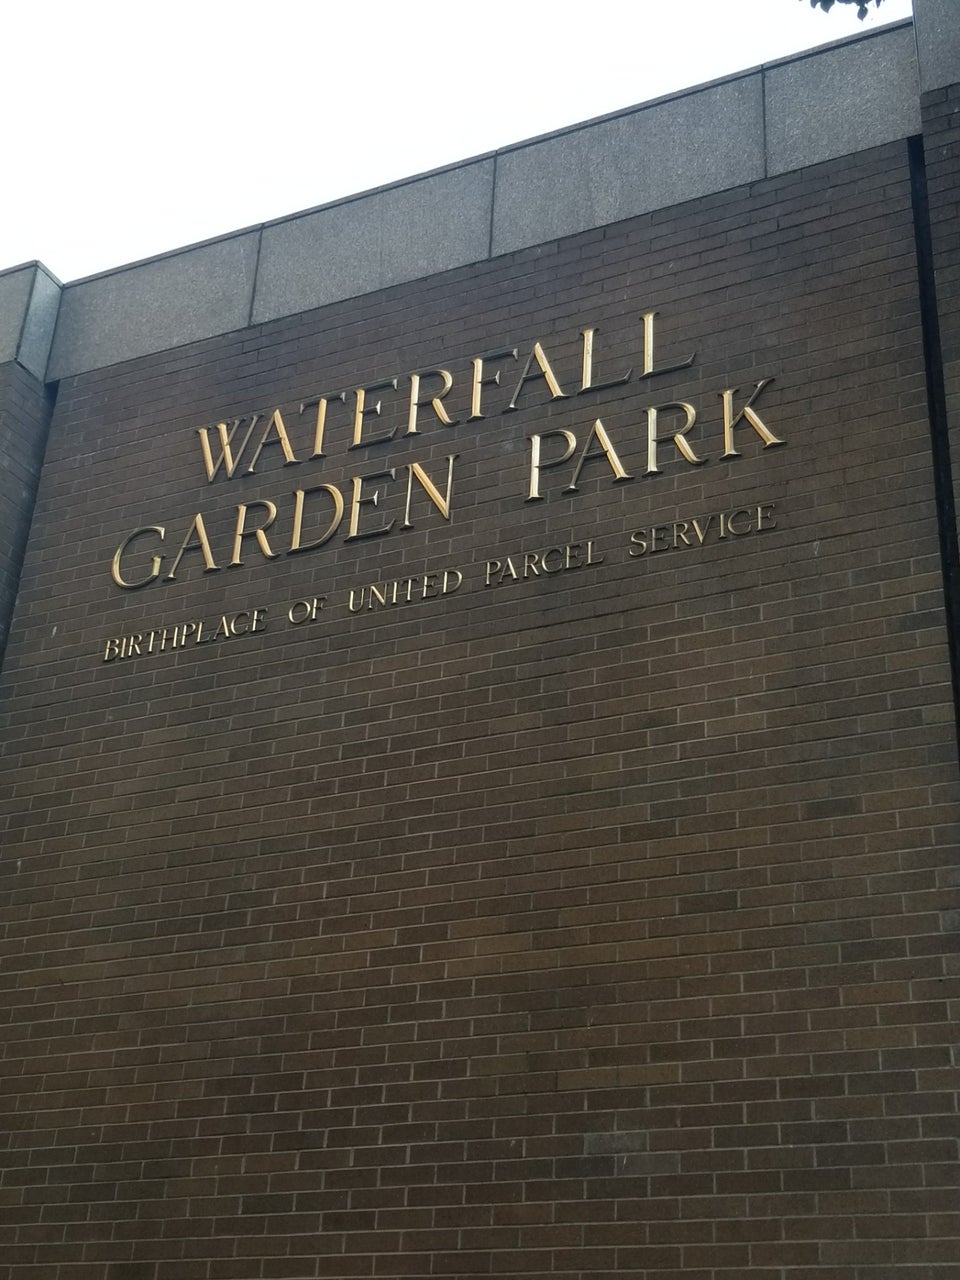 WATERFALL
GARDEN PARK
BIRTHPLACE OF UNITED PARCEL SERVICE